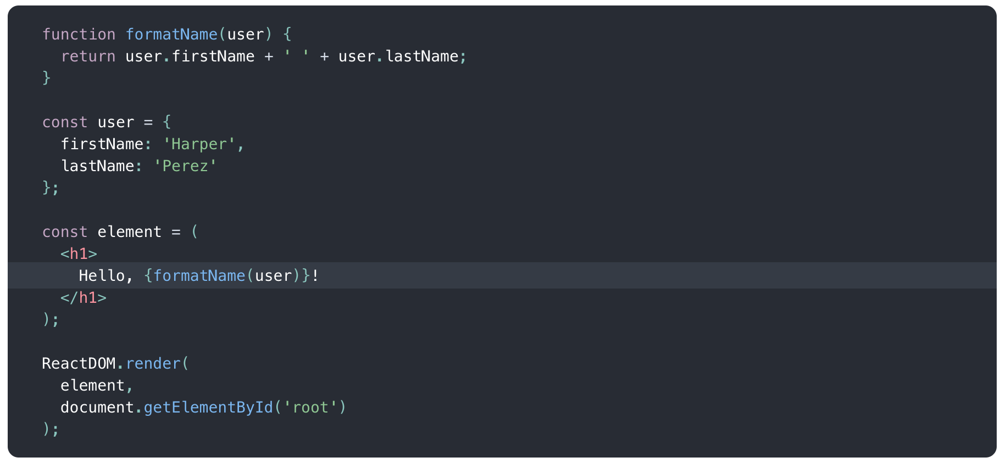 function formatName(user) {
  return user.firstName + ' ' + user.lastName;
}

const user = {
  firstName: 'Harper',
  lastName: 'Perez'
};

const element = (
  <h1>
    Hello, {formatName(user)}!
  </h1>
);

ReactDOM.render(
  element,
  document.getElementById('root')
);